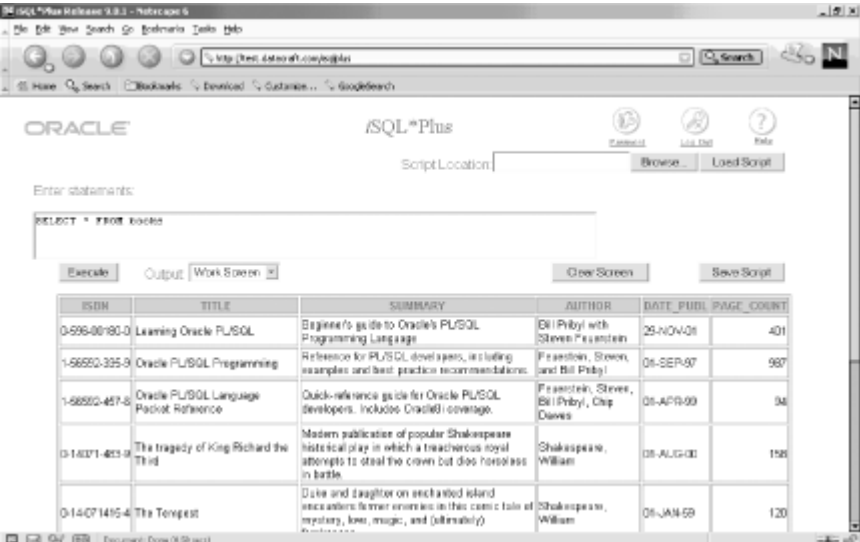 iSQL*Plus Release 9.0.1 - Netscape 6
File Edit View Search Go Bookmarks Tasks Help
Search
N
Home Search Bookmarks Download Customize... GoogleSearch
ORACLE
iSQL*Plus
Password
Log Out
Help
Script Location:
Browse...
Load Script
Enter statements:
SELECT * FROM books
Execute
Output:
Work Screen
Clear Screen
Save Script
ISBN TITLE SUMMARY AUTHOR DATE_PUBL PAGE_COUNT
0-596-00180-0 Learning Oracle PL/SQL Beginner's guide to Oracle's PL/SQL Bill Pribyl with 29-NOV-01 401
Programming Language Steven Feuerstein
1-56592-335-9 Oracle PL/SQL Programming Reference for PL/SQL developers, including Feuerstein, Steven, 01-SEP-97 987
examples and best practice recommendations. and Bill Pribyl
1-56592-457-6 Oracle PL/SQL Language Quick-reference guide for Oracle PL/SQL Feuerstein, Steven, 01-APR-99 94
Pocket Reference developers. Includes Oracle8i coverage. Bill Pribyl, Chip
Dawes
0-14071-483-9 The tragedy of King Richard the Modern publication of popular Shakespeare Shakespeare, 01-AUG-00 158
Third historical play in which a treacherous royal William
attempts to steal the crown but dies horseless
in battle.
0-14-071415-4 The Tempest Duke and daughter on enchanted island Shakespeare, 01-JAN-59 120
encounters former enemies in this comic tale of William
mystery, love, magic, and (ultimately)